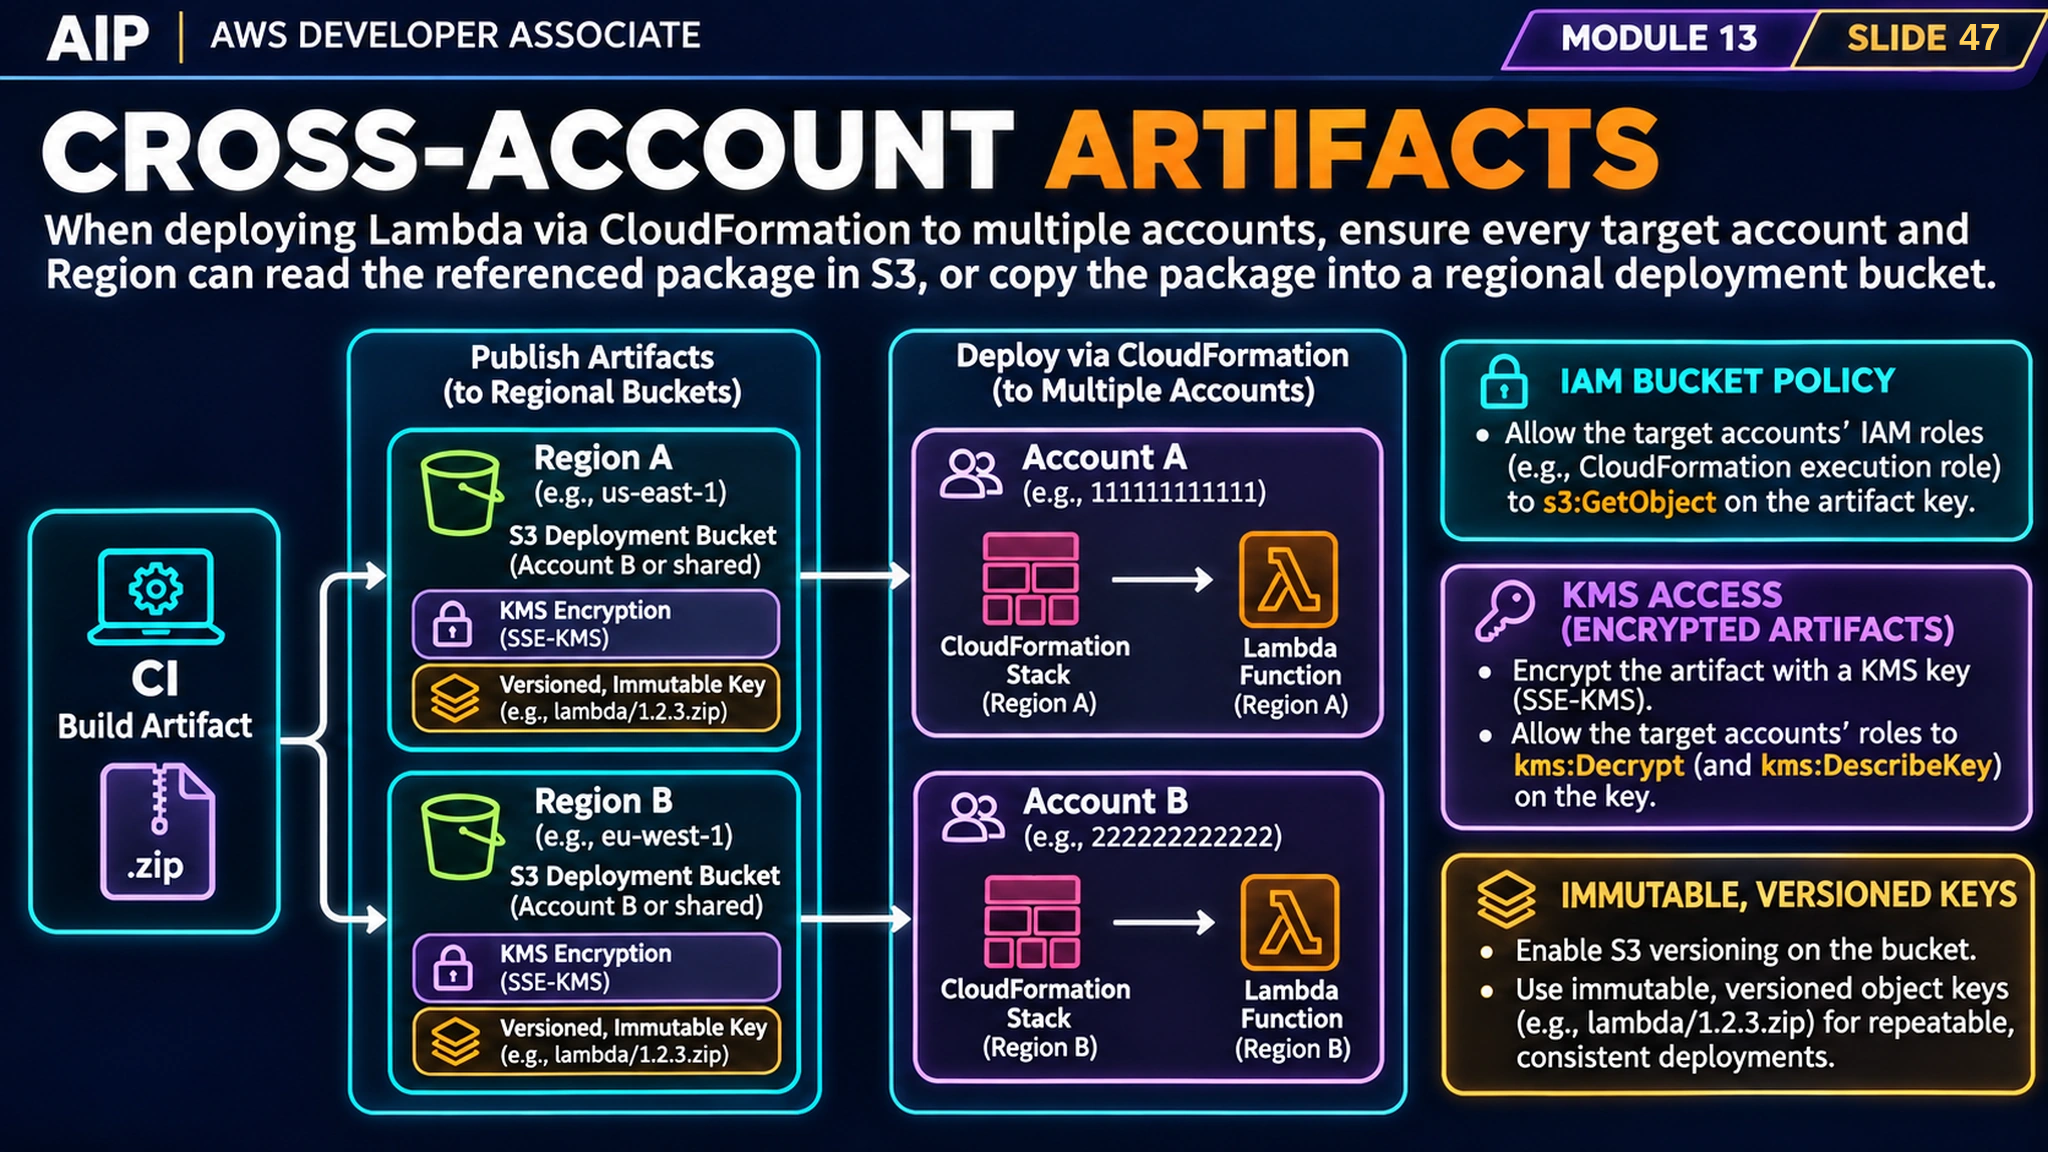 AIP
AWS DEVELOPER ASSOCIATE
MODULE 13
SLIDE 47
CROSS-ACCOUNT ARTIFACTS
When deploying Lambda via CloudFormation to multiple accounts, ensure every target account and
Region can read the referenced package in S3, or copy the package into a regional deployment bucket.
CI
Build Artifact
.zip
Publish Artifacts
(to Regional Buckets)
Region A
(e.g., us-east-1)
S3 Deployment Bucket
(Account B or shared)
KMS Encryption
(SSE-KMS)
Versioned, Immutable Key
(e.g., lambda/1.2.3.zip)
Region B
(e.g., eu-west-1)
S3 Deployment Bucket
(Account B or shared)
KMS Encryption
(SSE-KMS)
Versioned, Immutable Key
(e.g., lambda/1.2.3.zip)
Deploy via CloudFormation
(to Multiple Accounts)
Account A
(e.g., 111111111111)
CloudFormation
Stack
(Region A)
Lambda
Function
(Region A)
Account B
(e.g., 222222222222)
CloudFormation
Stack
(Region B)
Lambda
Function
(Region B)
IAM BUCKET POLICY
• Allow the target accounts' IAM roles
(e.g., CloudFormation execution role)
to s3:GetObject on the artifact key.
KMS ACCESS
(ENCRYPTED ARTIFACTS)
• Encrypt the artifact with a KMS key
(SSE-KMS).
• Allow the target accounts' roles to
kms:Decrypt (and kms:DescribeKey)
on the key.
IMMUTABLE, VERSIONED KEYS
• Enable S3 versioning on the bucket.
• Use immutable, versioned object keys
(e.g., lambda/1.2.3.zip) for repeatable,
consistent deployments.